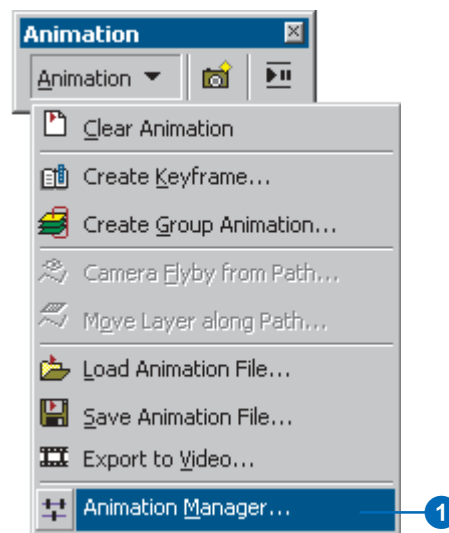 Animation
Animation
Clear Animation
Create Keyframe...
Create Group Animation...
Camera Flyby from Path...
Move Layer along Path...
Load Animation File...
Save Animation File...
Export to Video...
Animation Manager...
1